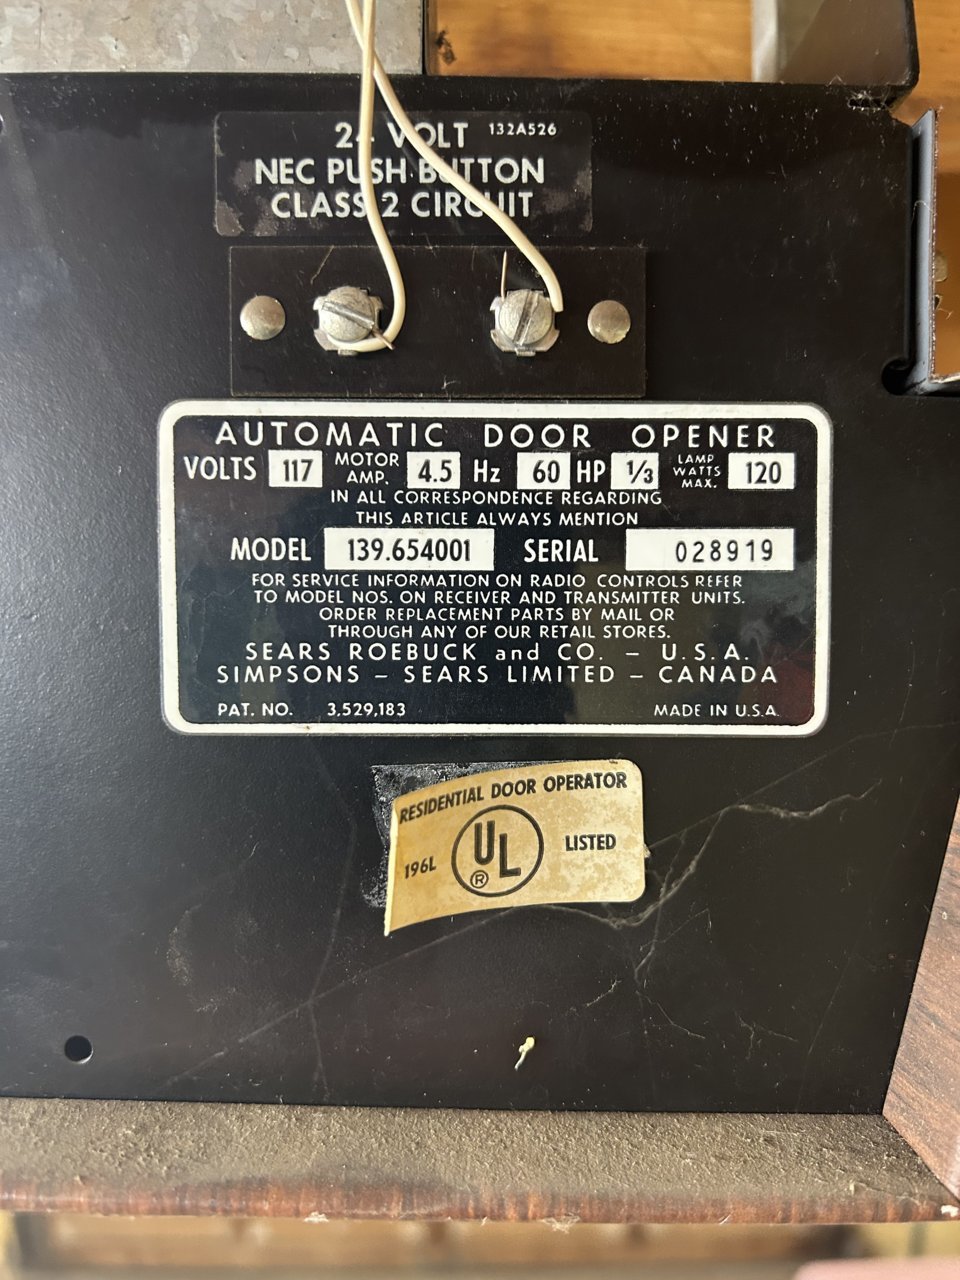 24 VOLT 132A526
NEC PUSH BUTTON
CLASS 2 CIRCUIT
AUTOMATIC DOOR OPENER
VOLTS 117 MOTOR AMP. 4.5 Hz 60 HP 1/3 LAMP WATTS MAX. 120
IN ALL CORRESPONDENCE REGARDING
THIS ARTICLE ALWAYS MENTION
MODEL 139.654001 SERIAL 028919
FOR SERVICE INFORMATION ON RADIO CONTROLS REFER
TO MODEL NOS. ON RECEIVER AND TRANSMITTER UNITS.
ORDER REPLACEMENT PARTS BY MAIL OR
THROUGH ANY OF OUR RETAIL STORES.
SEARS ROEBUCK and CO. – U.S.A.
SIMPSONS – SEARS LIMITED – CANADA
PAT. NO. 3,529,183 MADE IN U.S.A.
RESIDENTIAL DOOR OPERATOR
196L UL ® LISTED